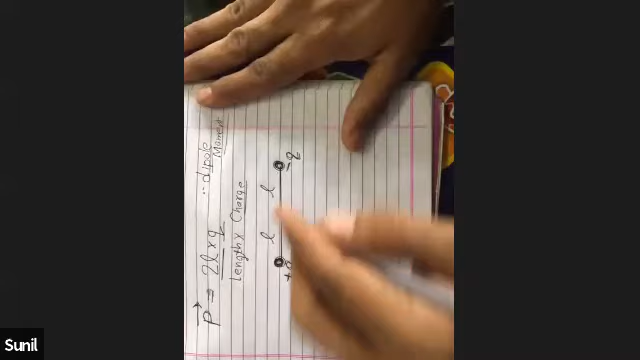 P⃗ = 2l × q ∴ dipole
Moment
Length × Charge
l l
+q -q
Sunil